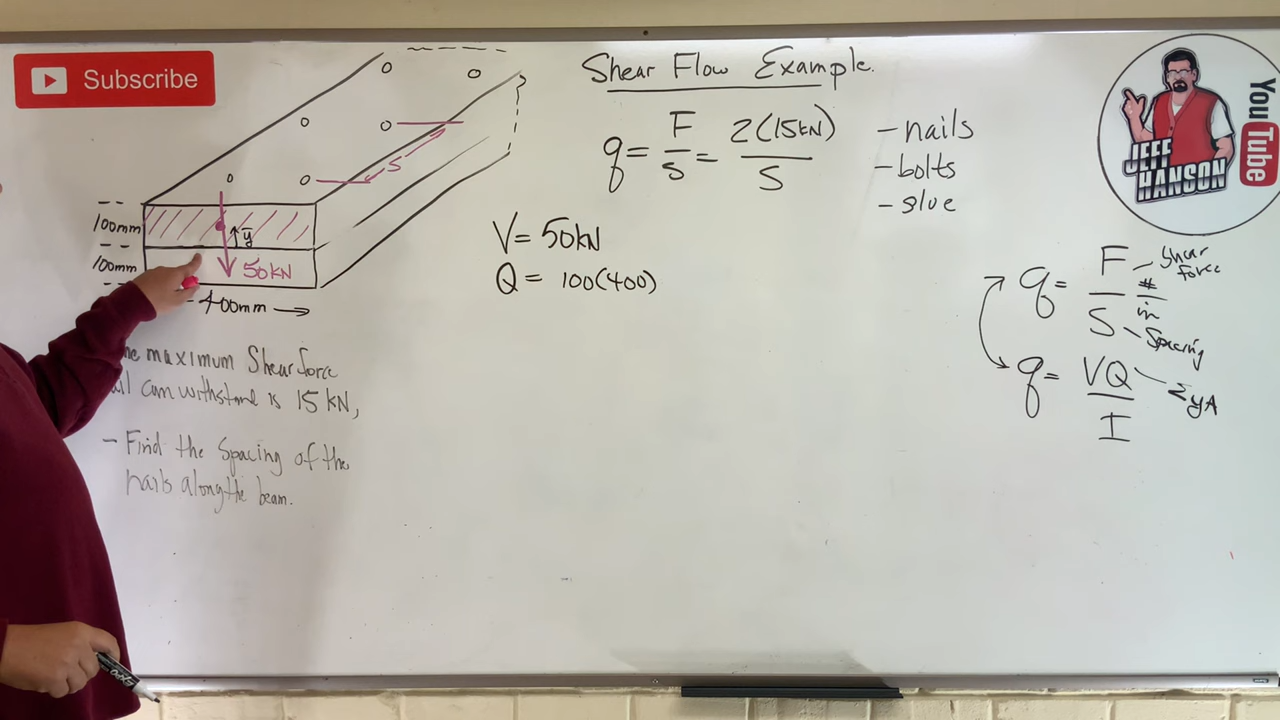 Subscribe
Shear Flow Example.
q = F/S = 2(15kN)/S
- nails
- bolts
- glue
JEFF HANSON
YouTube
S
100mm
100mm
ȳ
50kN
400mm
V = 50kN
Q = 100(400)
q = F/S
Shear force
#/in
Spacing
q = VQ/I
ΣyA
maximum Shear force
can withstand is 15 kN,
- Find the Spacing of the
nails along the beam.